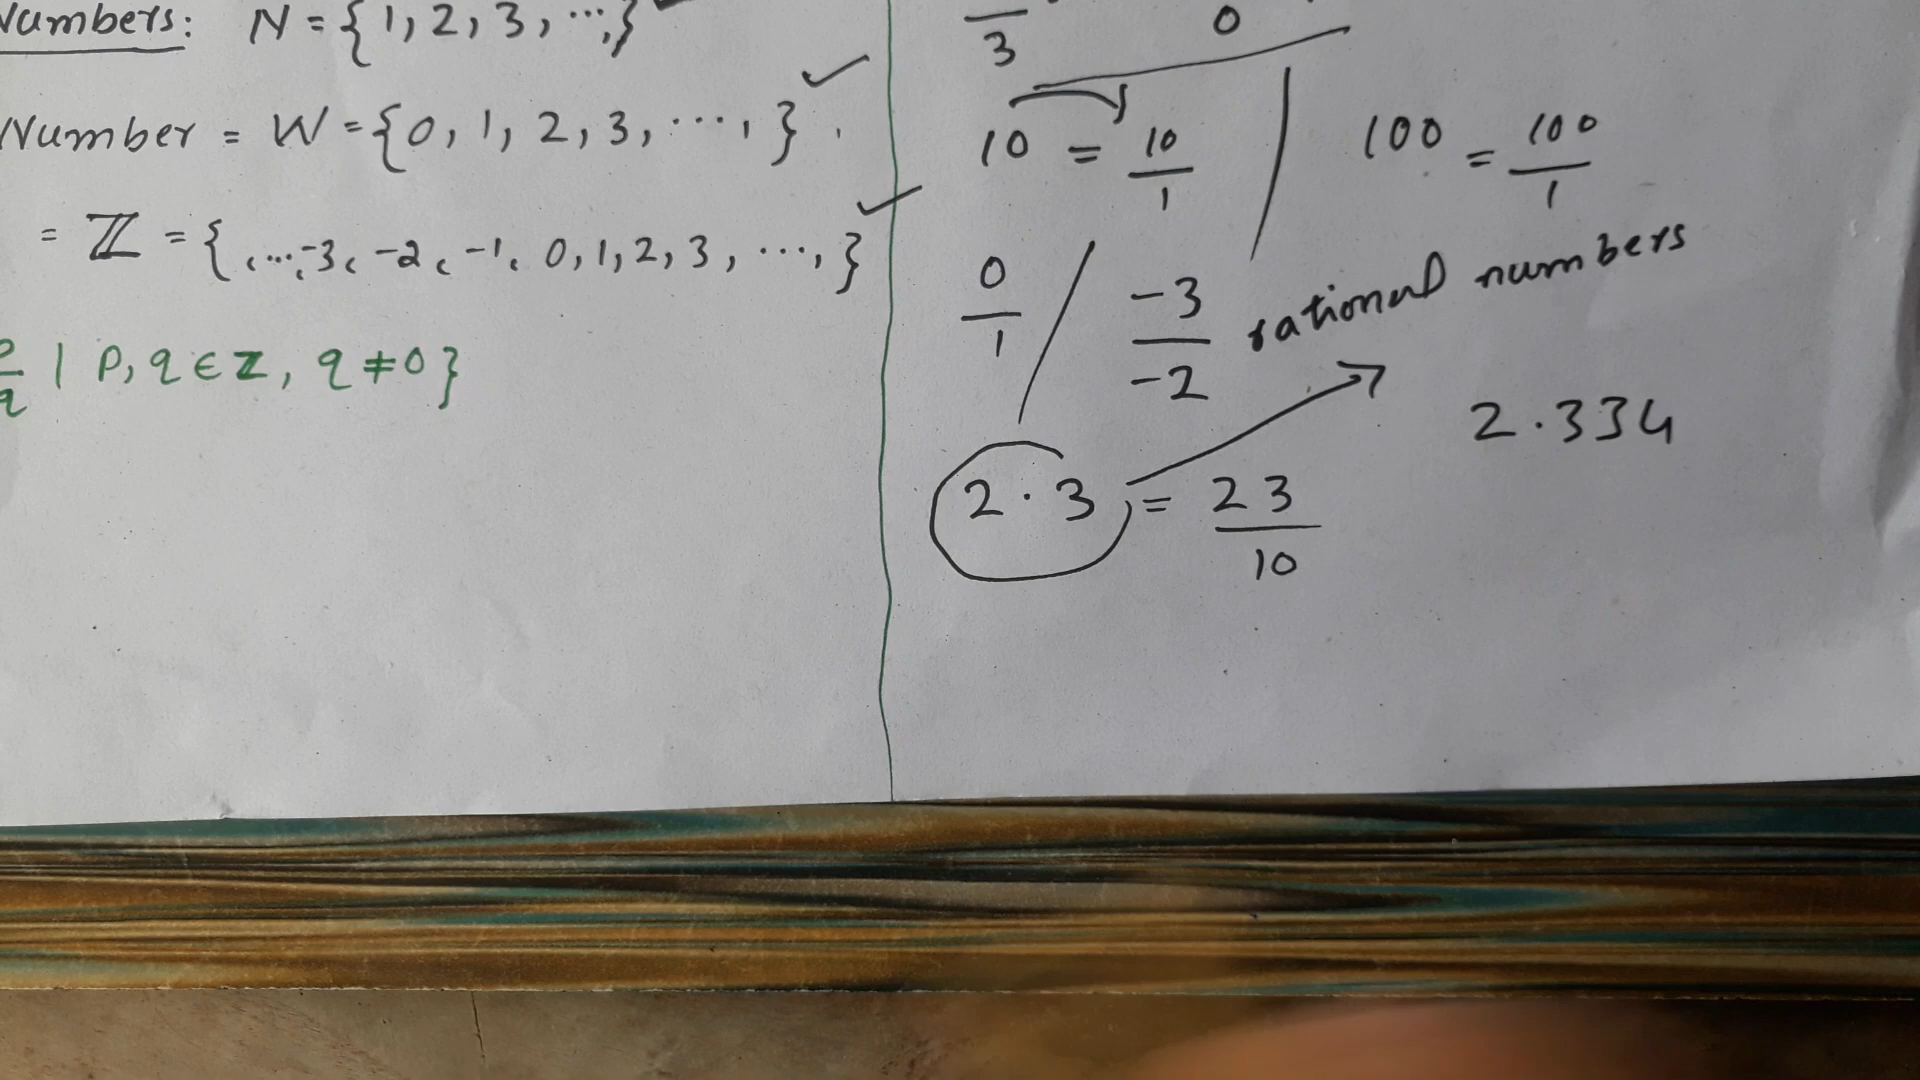 Numbers: N = {1, 2, 3, ...,}
Number = W = {0, 1, 2, 3, ..., }.
= ℤ = {, ..., -3, -2, -1, 0, 1, 2, 3, ..., }
p/q | p, q ∈ Z, q ≠ 0}
3
0
10 = 10/1
100 = 100/1
0/1
-3/-2
rational numbers
2.334
2.3 = 23/10